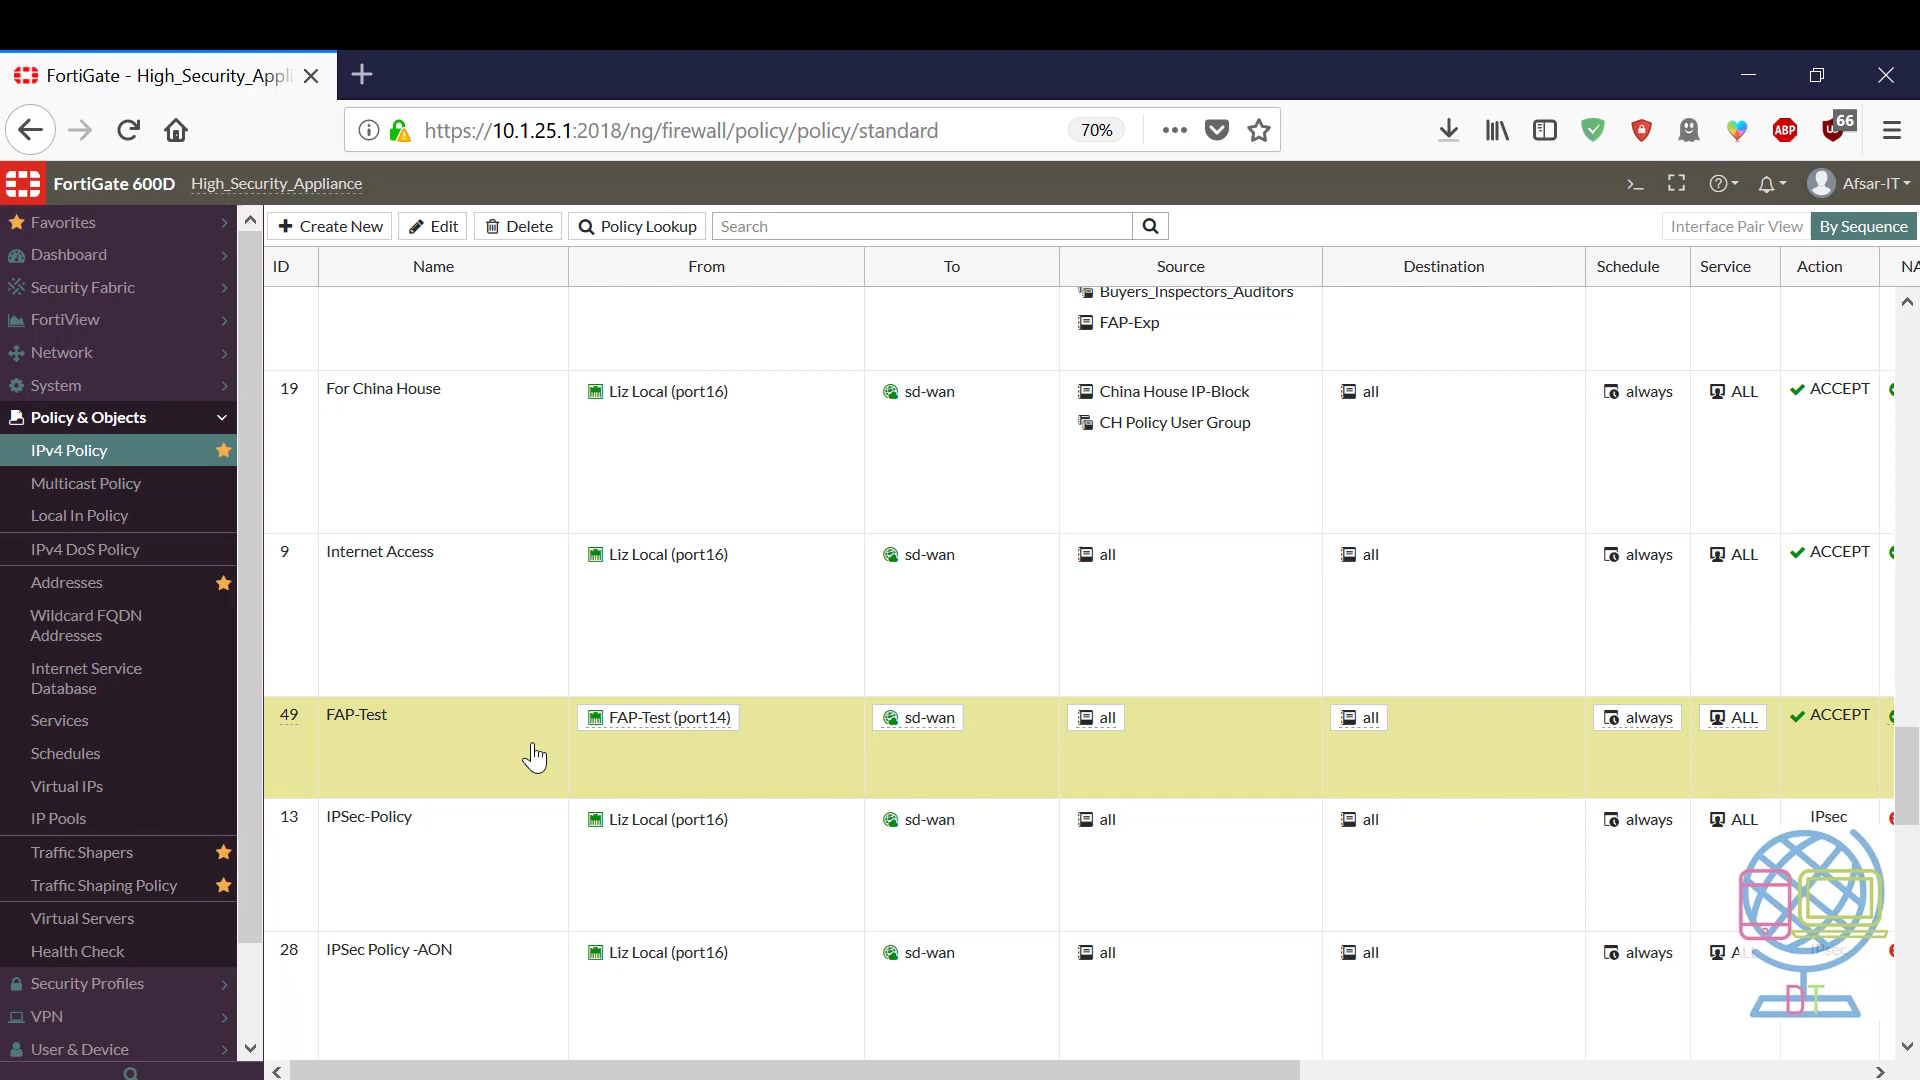 FortiGate - High_Security_Appli
https://10.1.25.1:2018/ng/firewall/policy/policy/standard
70%
ABP
66
FortiGate 600D High_Security_Appliance
Afsar-IT
Favorites
Dashboard
Security Fabric
FortiView
Network
System
Policy & Objects
IPv4 Policy
Multicast Policy
Local In Policy
IPv4 DoS Policy
Addresses
Wildcard FQDN
Addresses
Internet Service
Database
Services
Schedules
Virtual IPs
IP Pools
Traffic Shapers
Traffic Shaping Policy
Virtual Servers
Health Check
Security Profiles
VPN
User & Device
Create New Edit Delete Policy Lookup Search Interface Pair View By Sequence
ID Name From To Source Destination Schedule Service Action NA
Buyers_Inspectors_Auditors
FAP-Exp
19 For China House Liz Local (port16) sd-wan China House IP-Block all always ALL ACCEPT
CH Policy User Group
9 Internet Access Liz Local (port16) sd-wan all all always ALL ACCEPT
49 FAP-Test FAP-Test (port14) sd-wan all all always ALL ACCEPT
13 IPSec-Policy Liz Local (port16) sd-wan all all always ALL IPsec
28 IPSec Policy -AON Liz Local (port16) sd-wan all all always ALL IPsec
DT